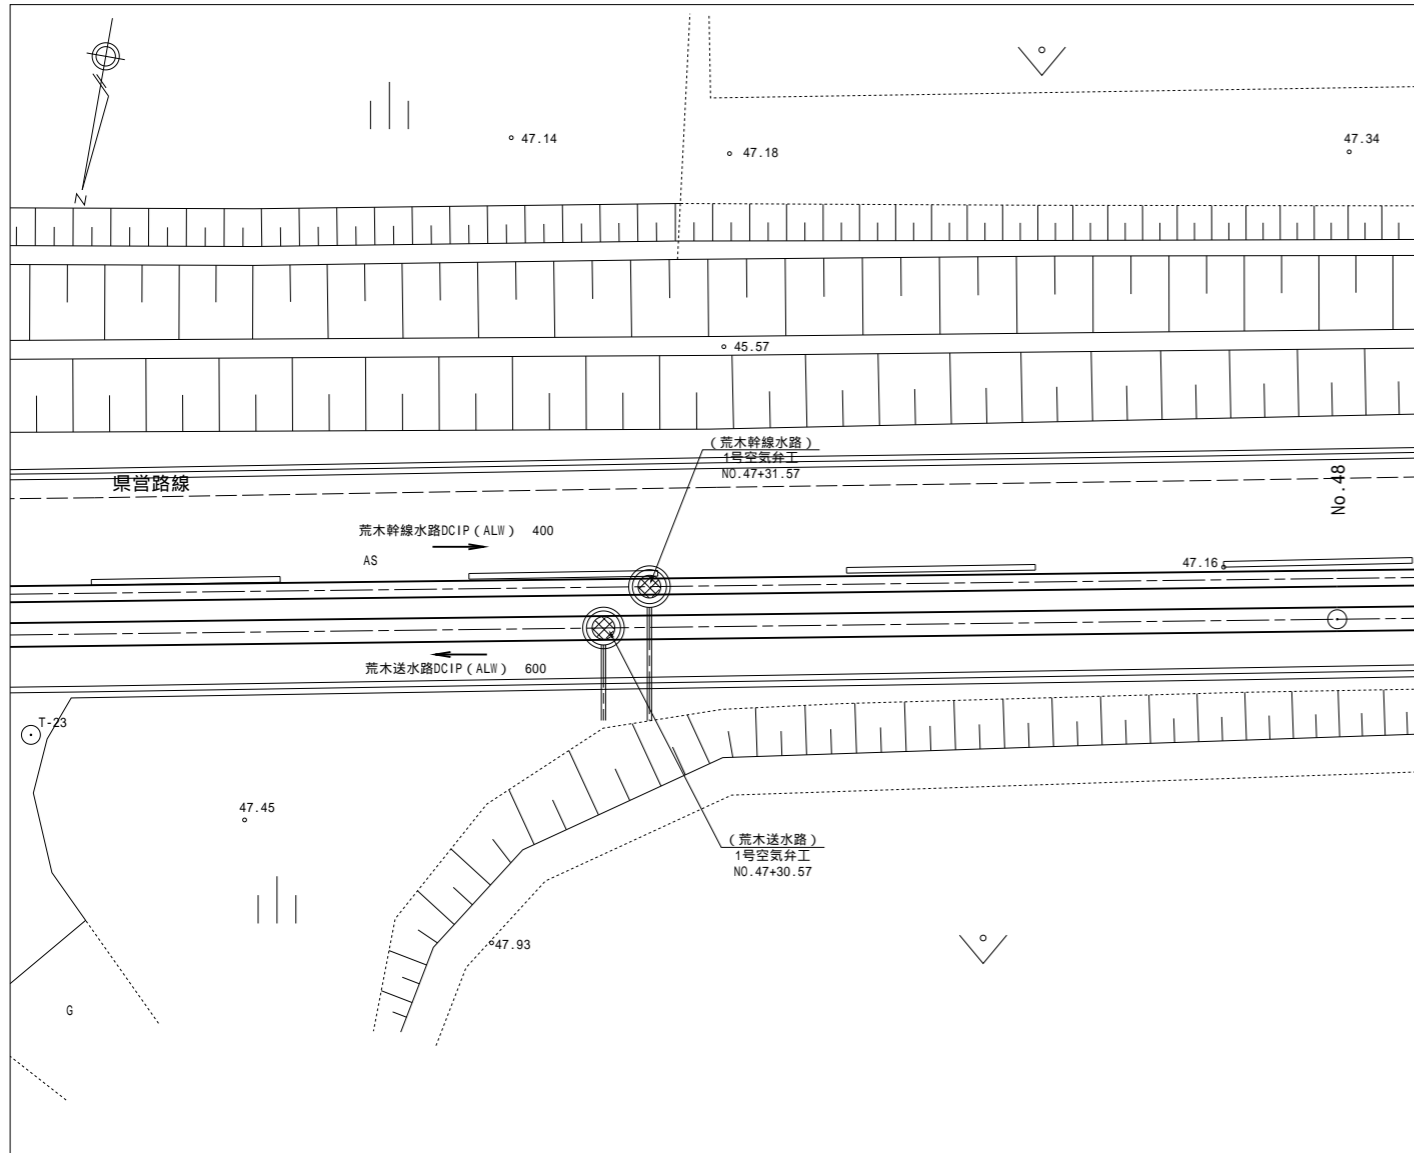 N
47.14
47.18
47.34
45.57
(荒木幹線水路)
1号空気弁工
NO.47+31.57
県営路線
No.48
荒木幹線水路DCIP(ALW) 400
AS
47.16
荒木送水路DCIP(ALW) 600
T-23
47.45
(荒木送水路)
1号空気弁工
NO.47+30.57
47.93
G